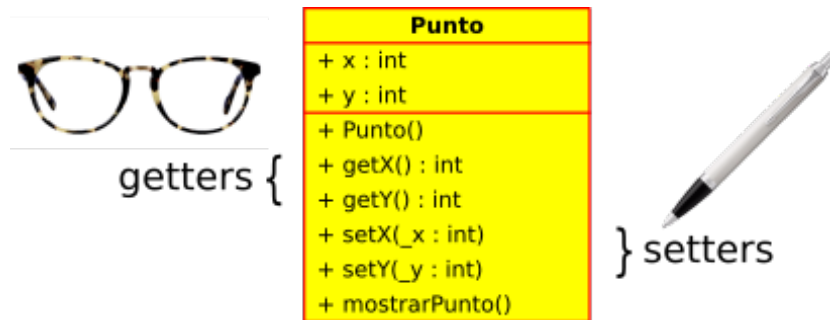 Punto
+ x : int
+ y : int
+ Punto()
getters {
+ getX() : int
+ getY() : int
+ setX(_x : int)
+ setY(_y : int)
} setters
+ mostrarPunto()